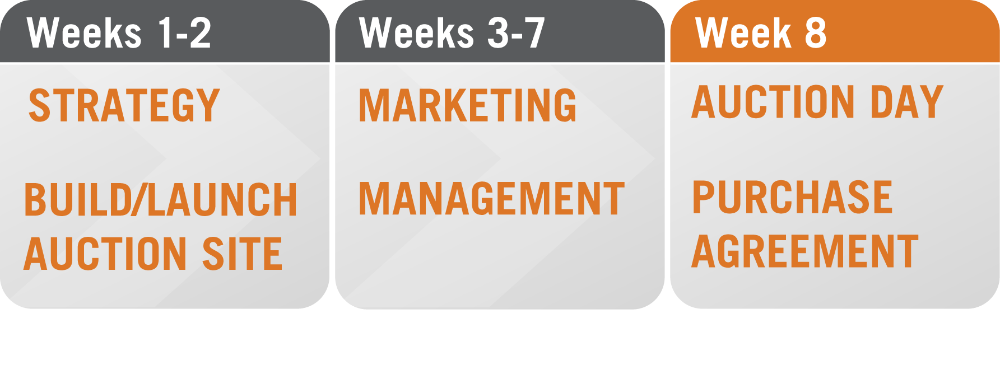 Weeks 1-2
STRATEGY
BUILD/LAUNCH
AUCTION SITE
Weeks 3-7
MARKETING
MANAGEMENT
Week 8
AUCTION DAY
PURCHASE
AGREEMENT